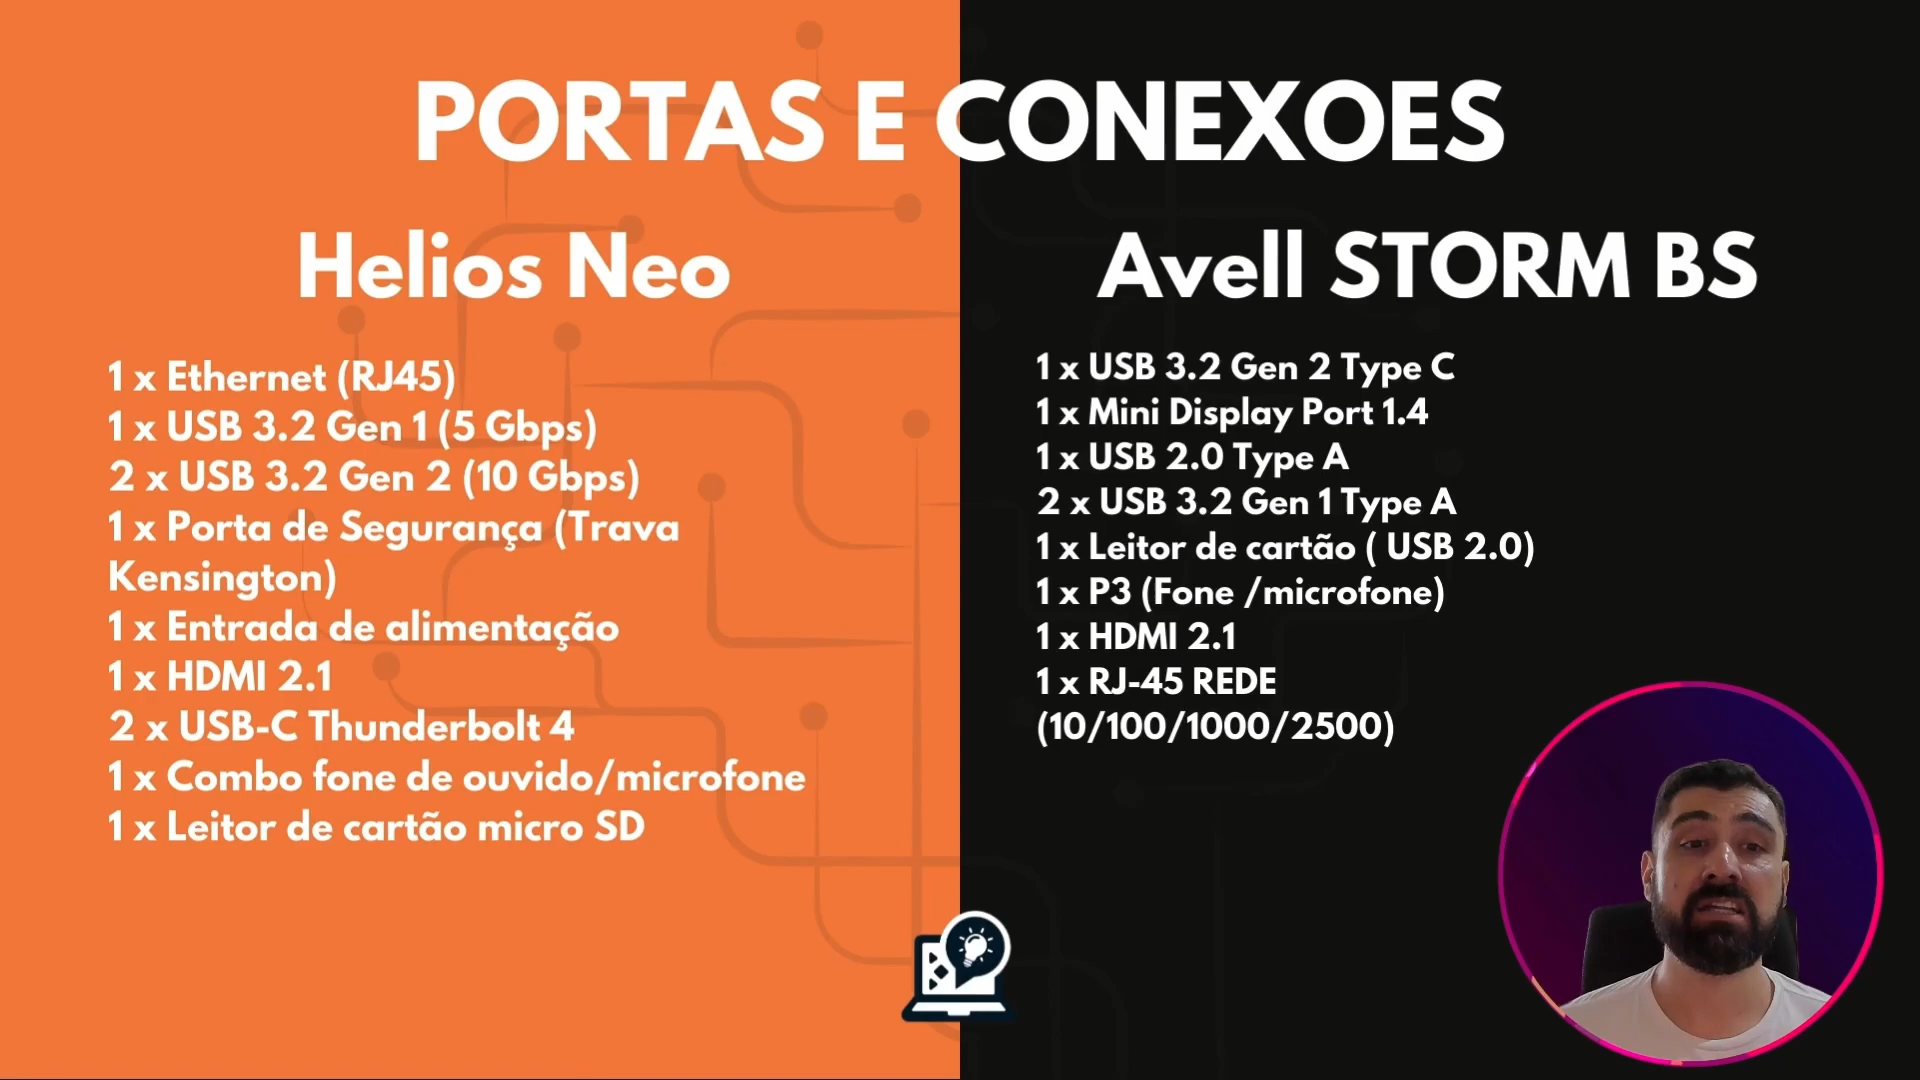 PORTAS E CONEXOES
Helios Neo
1 x Ethernet (RJ45)
1 x USB 3.2 Gen 1 (5 Gbps)
2 x USB 3.2 Gen 2 (10 Gbps)
1 x Porta de Segurança (Trava
Kensington)
1 x Entrada de alimentação
1 x HDMI 2.1
2 x USB-C Thunderbolt 4
1 x Combo fone de ouvido/microfone
1 x Leitor de cartão micro SD
Avell STORM BS
1 x USB 3.2 Gen 2 Type C
1 x Mini Display Port 1.4
1 x USB 2.0 Type A
2 x USB 3.2 Gen 1 Type A
1 x Leitor de cartão ( USB 2.0)
1 x P3 (Fone /microfone)
1 x HDMI 2.1
1 x RJ-45 REDE
(10/100/1000/2500)